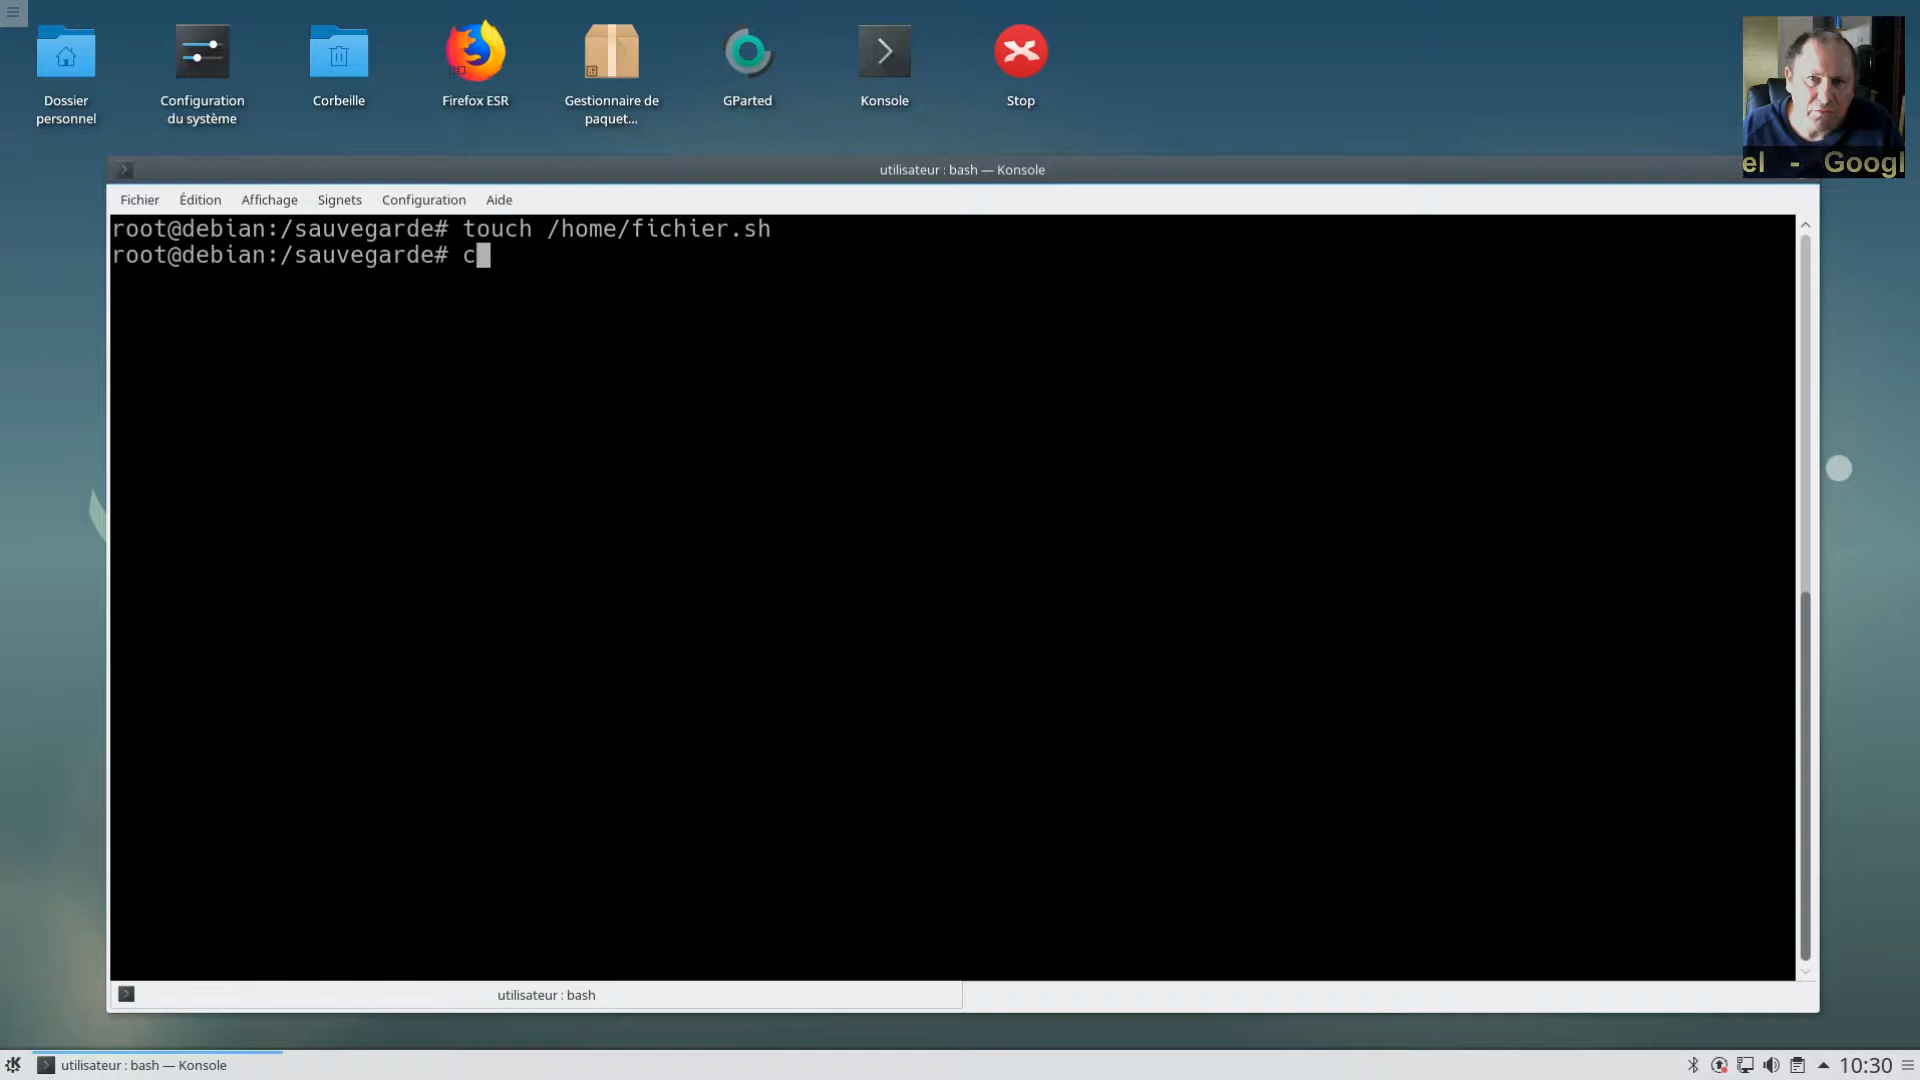 Dossier
personnel
Configuration
du système
Corbeille
Firefox ESR
Gestionnaire de
paquet...
GParted
Konsole
Stop
el - Googl
utilisateur : bash — Konsole
Fichier Édition Affichage Signets Configuration Aide
root@debian:/sauvegarde# touch /home/fichier.sh
root@debian:/sauvegarde# c
utilisateur : bash
utilisateur : bash — Konsole
10:30